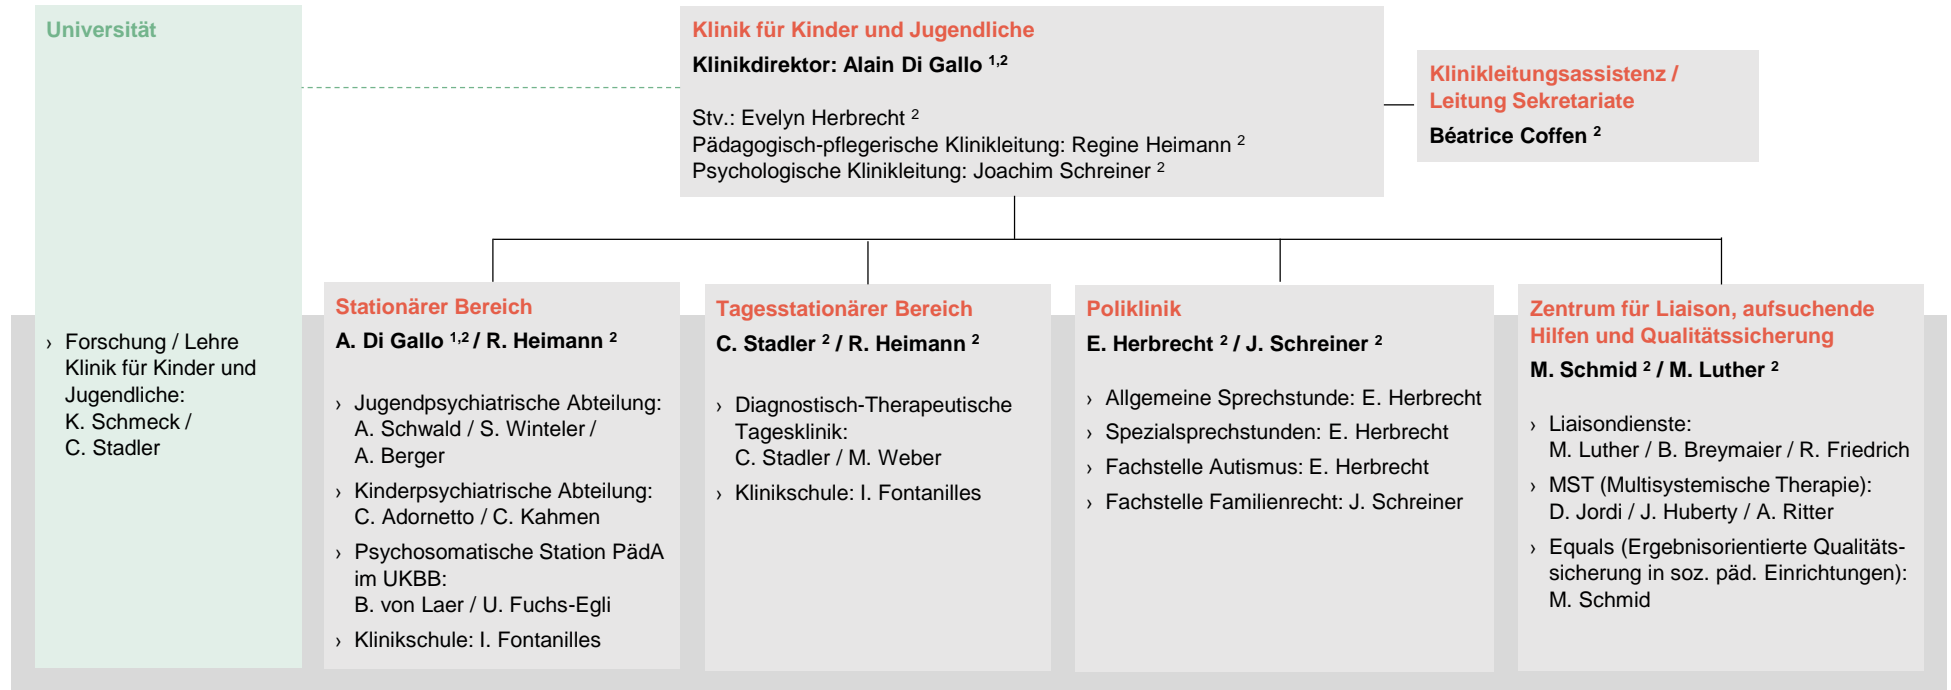 Universität
› Forschung / Lehre
Klinik für Kinder und
Jugendliche:
K. Schmeck /
C. Stadler
Klinik für Kinder und Jugendliche
Klinikdirektor: Alain Di Gallo 1,2
Stv.: Evelyn Herbrecht 2
Pädagogisch-pflegerische Klinikleitung: Regine Heimann 2
Psychologische Klinikleitung: Joachim Schreiner 2
Klinikleitungsassistenz /
Leitung Sekretariate
Béatrice Coffen 2
Stationärer Bereich
A. Di Gallo 1,2 / R. Heimann 2
› Jugendpsychiatrische Abteilung:
A. Schwald / S. Winteler /
A. Berger
› Kinderpsychiatrische Abteilung:
C. Adornetto / C. Kahmen
› Psychosomatische Station PädA
im UKBB:
B. von Laer / U. Fuchs-Egli
› Klinikschule: I. Fontanilles
Tagesstationärer Bereich
C. Stadler 2 / R. Heimann 2
› Diagnostisch-Therapeutische
Tagesklinik:
C. Stadler / M. Weber
› Klinikschule: I. Fontanilles
Poliklinik
E. Herbrecht 2 / J. Schreiner 2
› Allgemeine Sprechstunde: E. Herbrecht
› Spezialsprechstunden: E. Herbrecht
› Fachstelle Autismus: E. Herbrecht
› Fachstelle Familienrecht: J. Schreiner
Zentrum für Liaison, aufsuchende
Hilfen und Qualitätssicherung
M. Schmid 2 / M. Luther 2
› Liaisondienste:
M. Luther / B. Breymaier / R. Friedrich
› MST (Multisystemische Therapie):
D. Jordi / J. Huberty / A. Ritter
› Equals (Ergebnisorientierte Qualitäts-
sicherung in soz. päd. Einrichtungen):
M. Schmid